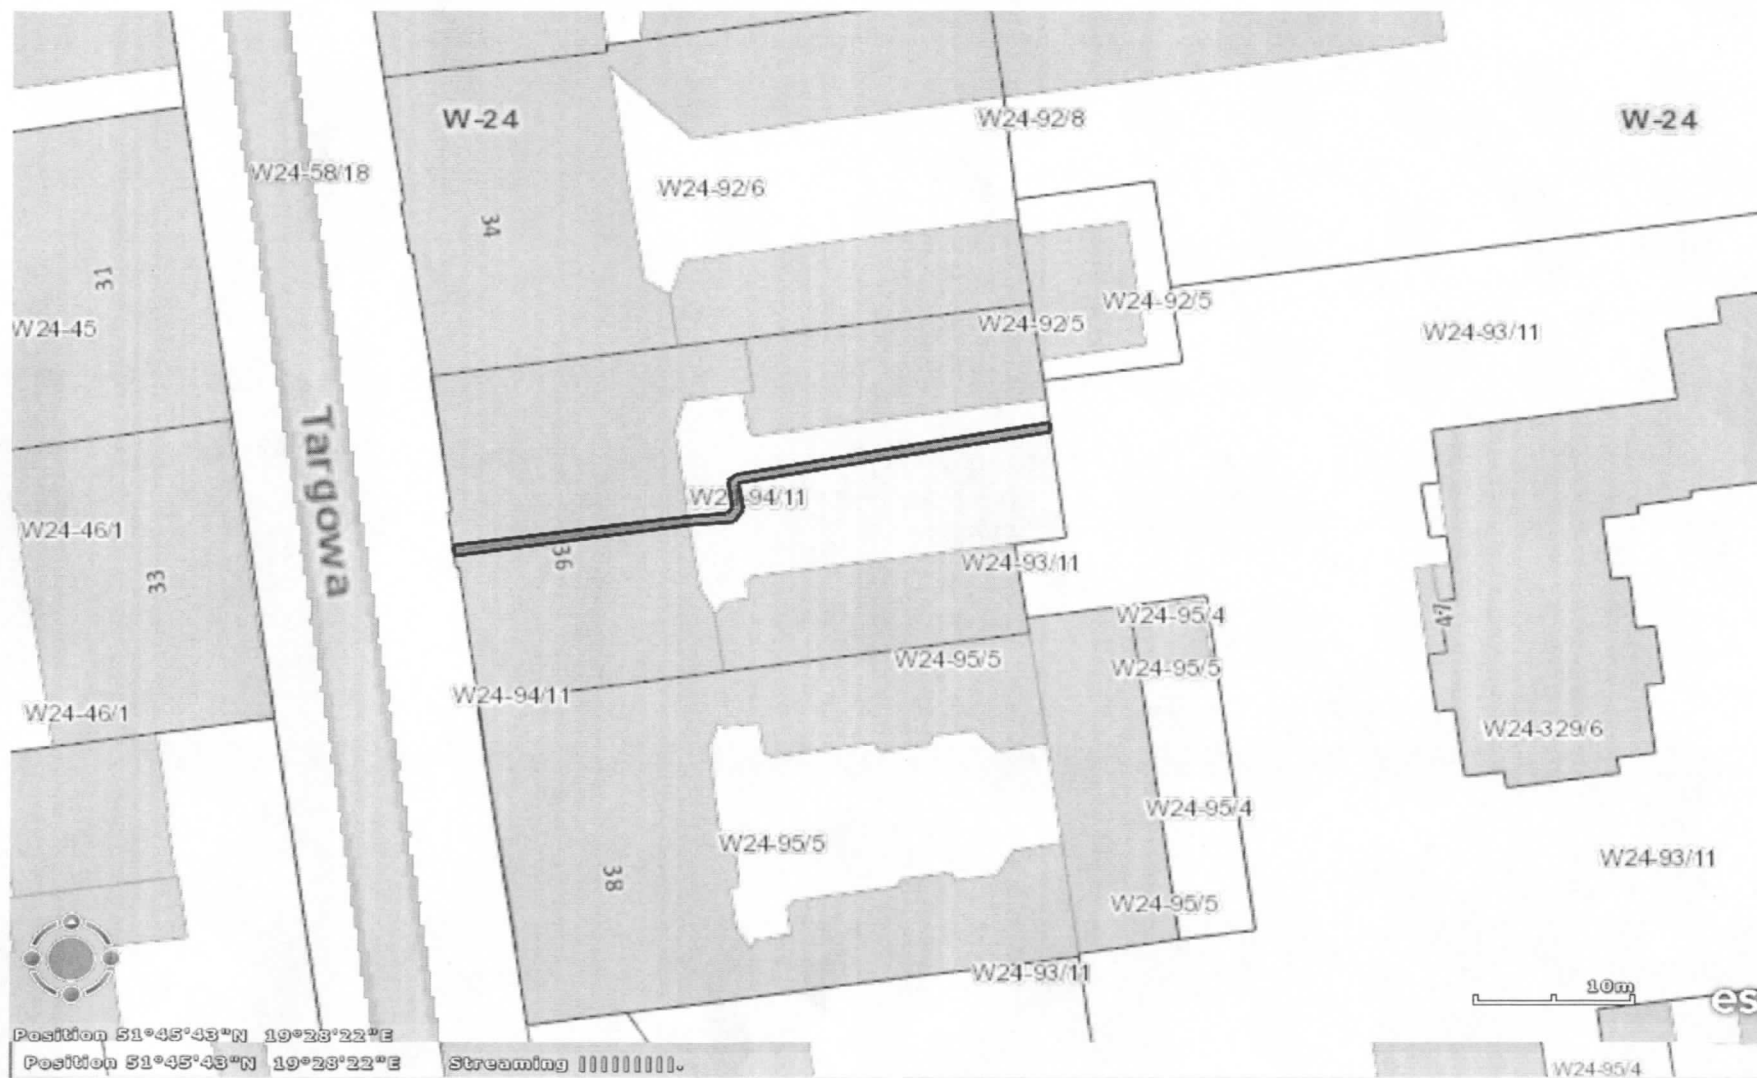 W-24
W24-92/8
W-24
W24-58/18
W24-92/6
34
31
W24-92/5
W24-45
W24-92/5
W24-93/11
Targowa
W24-94/11
W24-46/1
36
W24-93/11
33
47
W24-95/4
W24-95/5
W24-95/5
W24-94/11
W24-46/1
W24-329/6
W24-95/4
W24-95/5
W24-93/11
38
W24-95/5
W24-93/11
10m
es
Position 51°45'43"N 19°28'22"E
Position 51°45'43"N 19°28'22"E Streaming ||||||||||.
W24-95/4